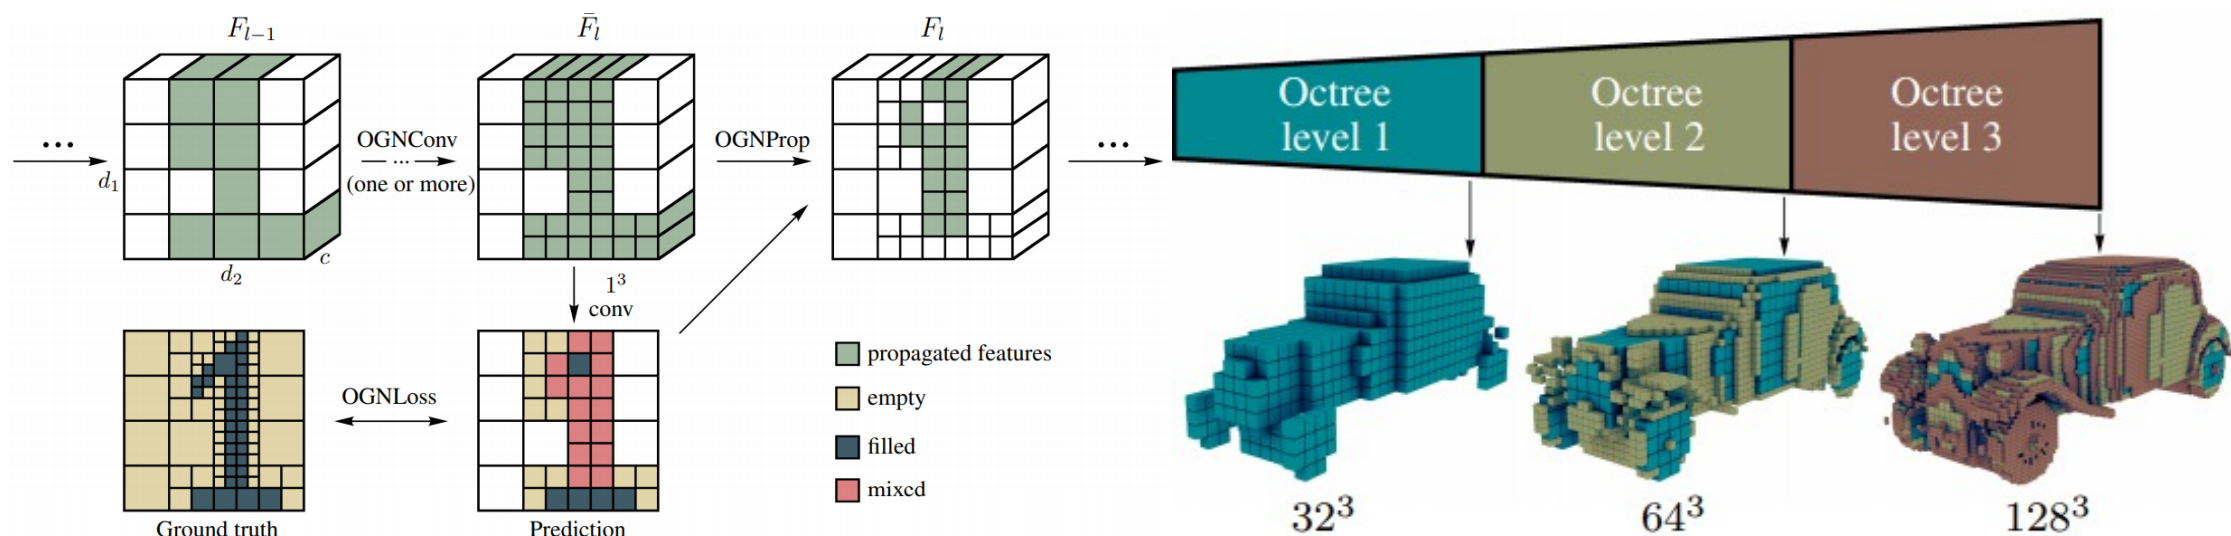 F_{l-1}
F̄_l
F_l
...
d_1
d_2
c
OGNConv
...
(one or more)
OGNProp
...
1^3
conv
OGNLoss
Ground truth
Prediction
propagated features
empty
filled
mixcd
Octree
level 1
Octree
level 2
Octree
level 3
32^3
64^3
128^3